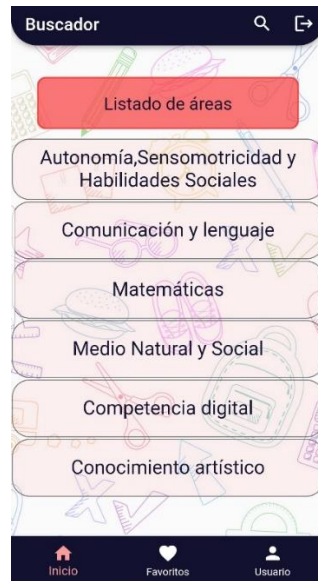 Buscador
Listado de áreas
Autonomía,Sensomotricidad y
Habilidades Sociales
Comunicación y lenguaje
Matemáticas
Medio Natural y Social
Competencia digital
Conocimiento artístico
Inicio
Favoritos
Usuario